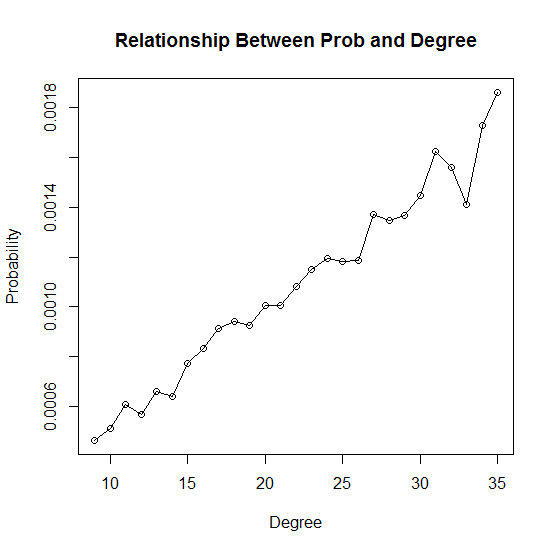 Relationship Between Prob and Degree
Probability
0.0018
0.0014
0.0010
0.0006
10 15 20 25 30 35
Degree